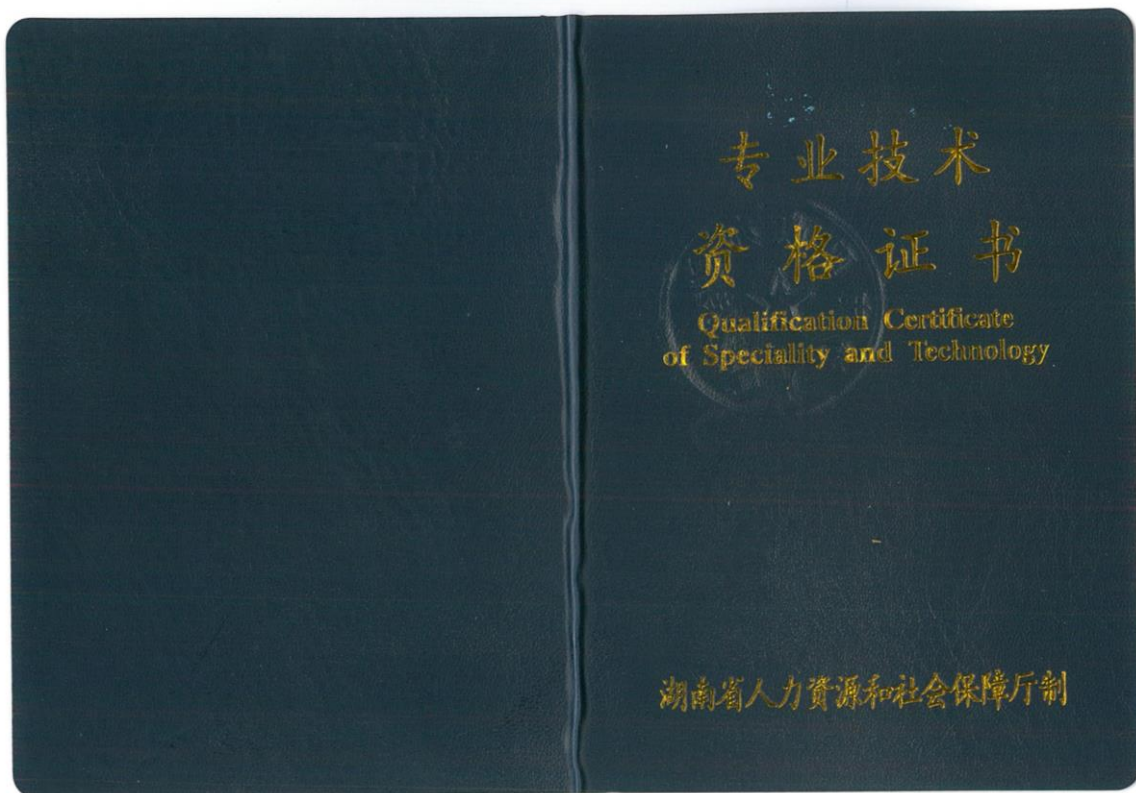 专业技术
资格证书
Qualification Certificate
of Speciality and Technology
湖南省人力資源和社会保障厅制